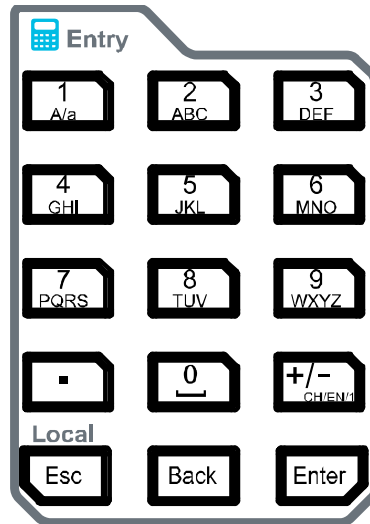 Entry
1 2 3
A/a ABC DEF
4 5 6
GHI JKL MNO
7 8 9
PQRS TUV WXYZ
. 0 +/-
CH/EN/1
Local
Esc Back Enter